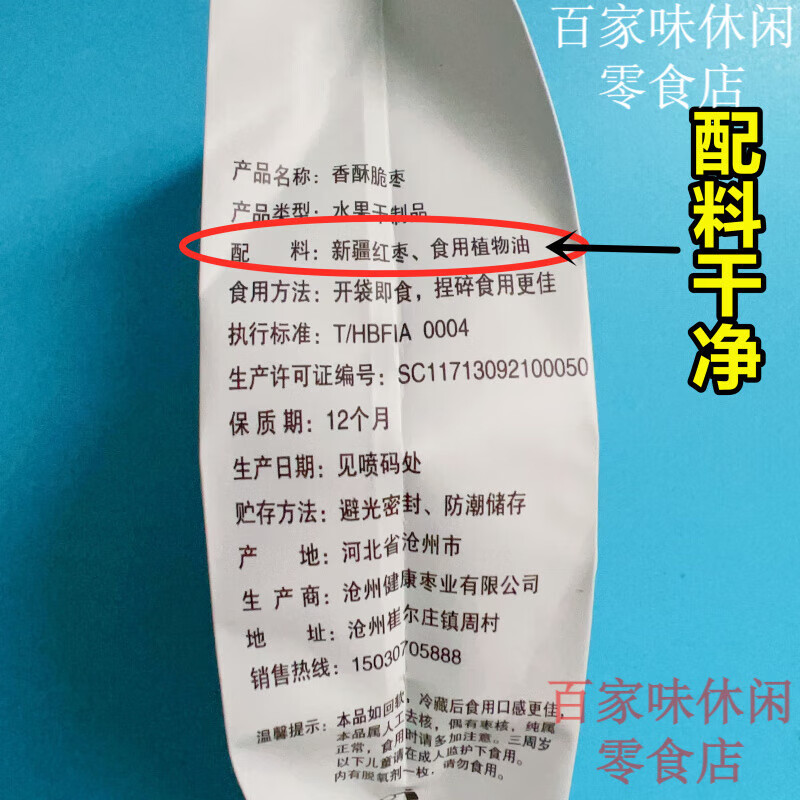 百家味休闲
零食店
配料干净
产品名称：香酥脆枣
产品类型：水果干制品
配　　料：新疆红枣、食用植物油
食用方法：开袋即食，捏碎食用更佳
执行标准：T/HBFIA 0004
生产许可证编号：SC11713092100050
保质期：12个月
生产日期：见喷码处
贮存方法：避光密封、防潮储存
产　　地：河北省沧州市
生产商：沧州健康枣业有限公司
地　　址：沧州崔尔庄镇周村
销售热线：15030705888
温馨提示：本品如回软，冷藏后食用口感更佳，
本品属人工去核，偶有枣核，纯属
正常，食用时请多加注意。三周岁
以下儿童请在成人监护下食用。
内有脱氧剂一枚，请勿食用。
百家味休闲
零食店